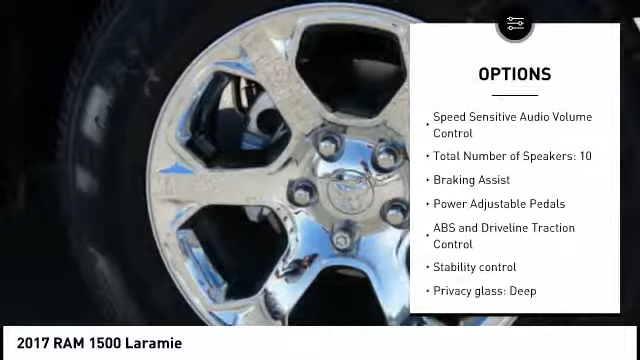 OPTIONS
Speed Sensitive Audio Volume
Control
Total Number of Speakers: 10
Braking Assist
Power Adjustable Pedals
ABS and Driveline Traction
Control
Stability control
Privacy glass: Deep
2017 RAM 1500 Laramie